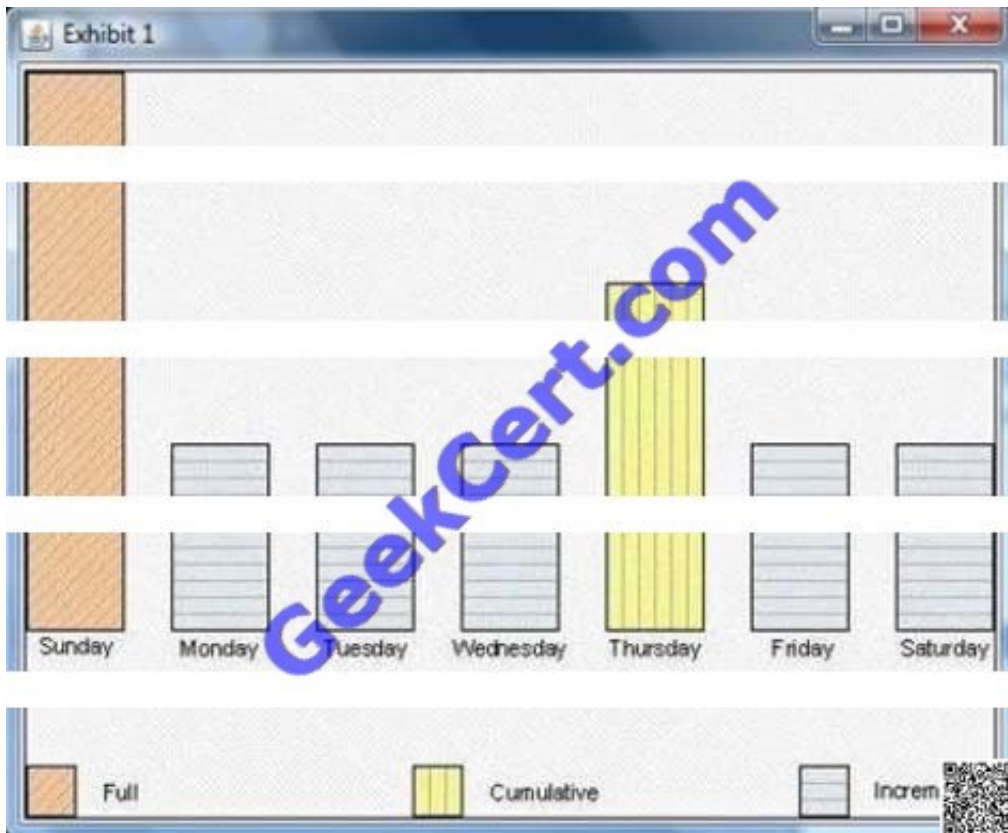 Exhibit 1
GeekCert.com
Sunday Monday Tuesday Wednesday Thursday Friday Saturday
Full Cumulative Increm